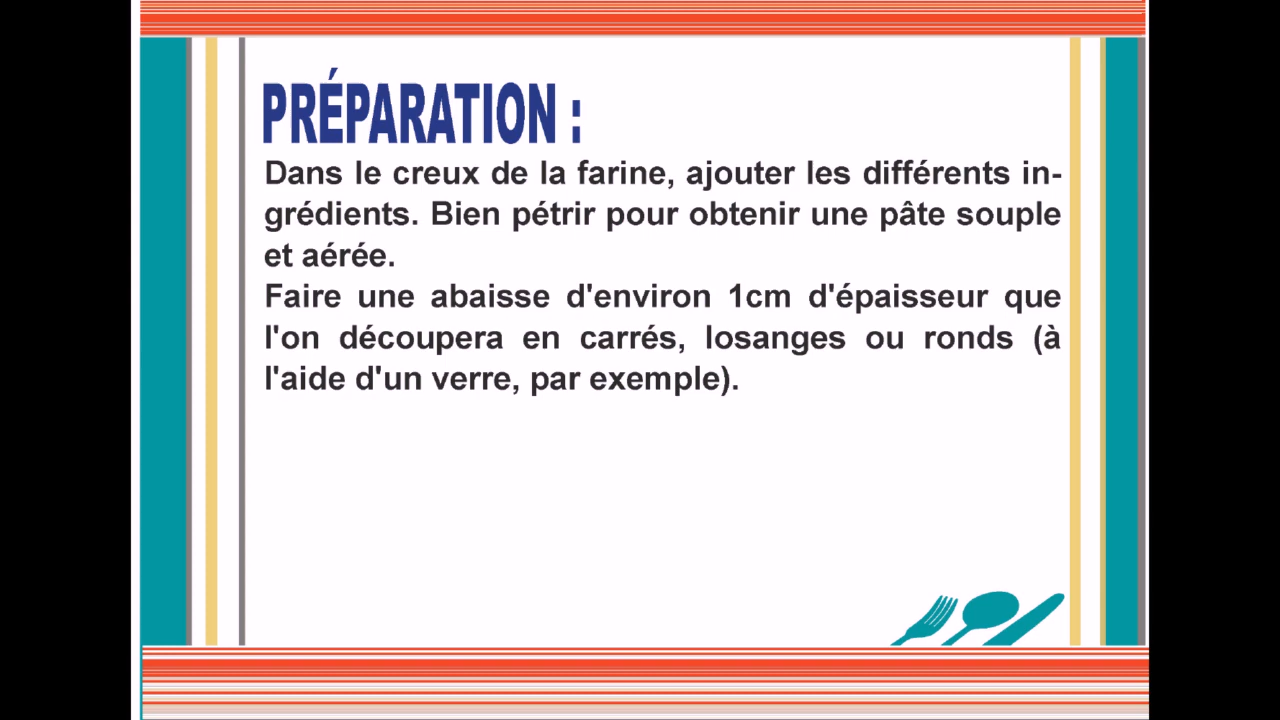 PRÉPARATION :
Dans le creux de la farine, ajouter les différents in-
grédients. Bien pétrir pour obtenir une pâte souple
et aérée.
Faire une abaisse d'environ 1cm d'épaisseur que
l'on découpera en carrés, losanges ou ronds (à
l'aide d'un verre, par exemple).